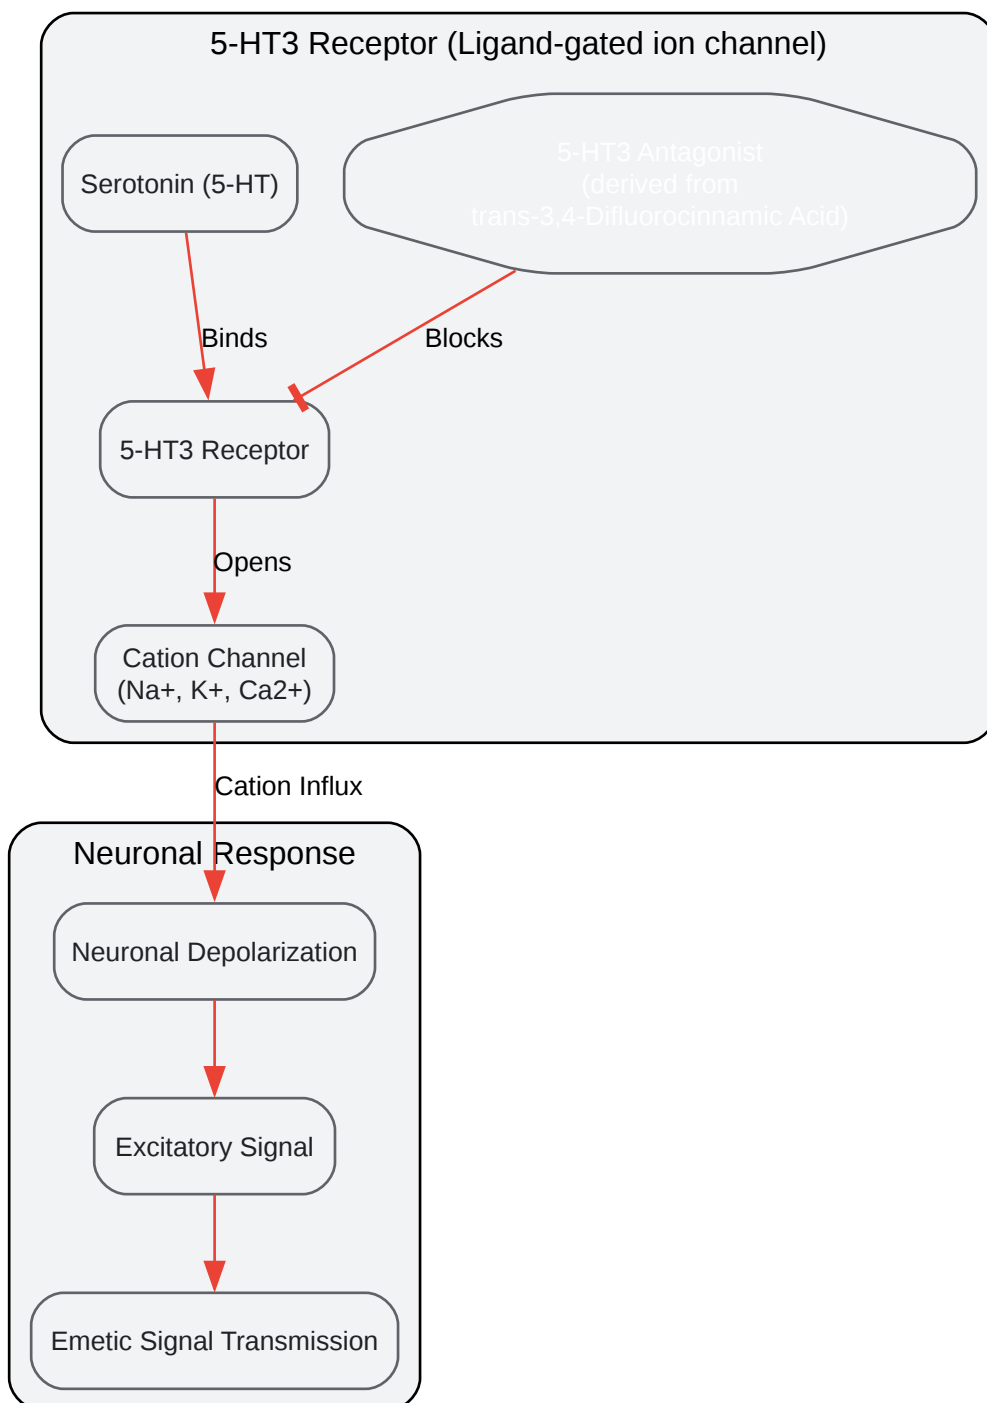 5-HT3 Receptor (Ligand-gated ion channel)
Serotonin (5-HT)
5-HT3 Antagonist
(derived from
trans-3,4-Difluorocinnamic Acid)
Binds
Blocks
5-HT3 Receptor
Opens
Cation Channel
(Na+, K+, Ca2+)
Cation Influx
Neuronal Response
Neuronal Depolarization
Excitatory Signal
Emetic Signal Transmission